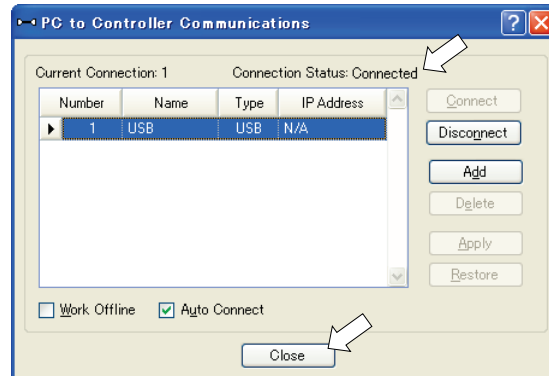 PC to Controller Communications
Current Connection: 1 Connection Status: Connected
Number Name Type IP Address
1 USB USB N/A
Connect
Disconnect
Add
Delete
Apply
Restore
Work Offline Auto Connect
Close